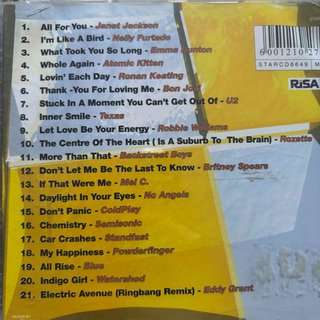 1. All For You - Janet Jackson
2. I'm Like A Bird - Nelly Furtado
3. What Took You So Long - Emma Bunton
4. Whole Again - Atomic Kitten
5. Lovin' Each Day - Ronan Keating
6. Thank -You For Loving Me - Bon Jovi
7. Stuck In A Moment You Can't Get Out Of - U2
8. Inner Smile - Texas
9. Let Love Be Your Energy - Robbie Williams
10. The Centre Of The Heart ( Is A Suburb To The Brain) - Roxette
11. More Than That - Backstreet Boys
12. Don't Let Me Be The Last To Know - Britney Spears
13. If That Were Me - Mel C.
14. Daylight In Your Eyes - No Angels
15. Don't Panic - ColdPlay
16. Chemistry - Semisonic
17. Car Crashes - Standfast
18. My Happiness - Powderfinger
19. All Rise - Blue
20. Indigo Girl - Watershed
21. Electric Avenue (Ringbang Remix) - Eddy Grant
6001210
STARCD6649
RiSA